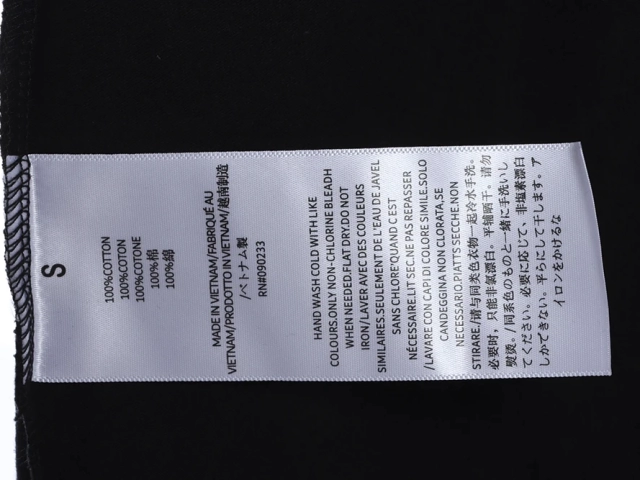 S
100%COTTON
100%COTON
100%COTONE
100%棉
100%綿
MADE IN VIETNAM/FABRIQUÉ AU
VIETNAM/PRODOTTO IN VIETNAM/越南制造
/ベトナム製
RN#090233
HAND WASH COLD WITH LIKE
COLOURS.ONLY NON-CHLORINE BLEADH
WHEN NEEDED.FLAT DRY.DO NOT
IRON/LAVER AVEC DES COULEURS
SIMILAIRES.SEULEMENT DE L'EAU DE JAVEL
SANS CHLORE'QUAND C'EST
NÉCESSAIRE.LIT SEC.NE PAS REPASSER
/LAVARE CON CAPI DI COLORE SIMILE.SOLO
CANDEGGINA NON CLORATA,SE
NECESSARIO.PIATTS SECCHE.NON
STIRARE/请与同类色衣物一起冷水手洗.
必要时，只能非氯漂白。平铺晒干。请勿
熨烫。/同系色のものと一緒に手洗いし
てください。必要に応じて、非塩素漂白
しかできない。平らにして干します。ア
イロンをかけるな